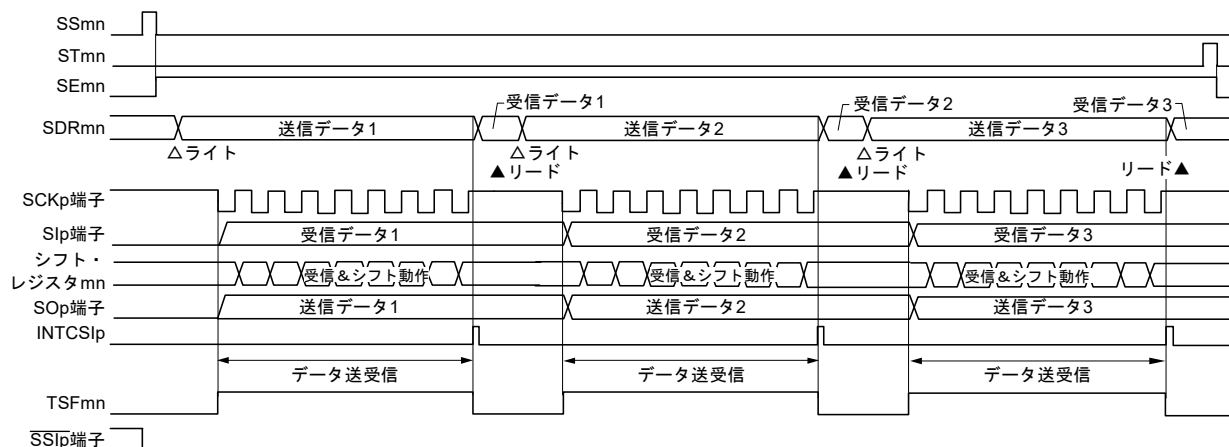 SSmn
STmn
SEmn
受信データ1
受信データ2
受信データ3
SDRmn
送信データ1
送信データ2
送信データ3
△ライト
△ライト
△ライト
▲リード
▲リード
リード▲
SCKp端子
SIp端子
受信データ1
受信データ2
受信データ3
シフト・
レジスタmn
受信&シフト動作
受信&シフト動作
受信&シフト動作
SOp端子
送信データ1
送信データ2
送信データ3
INTCSIp
データ送受信
データ送受信
データ送受信
TSFmn
SSIp端子